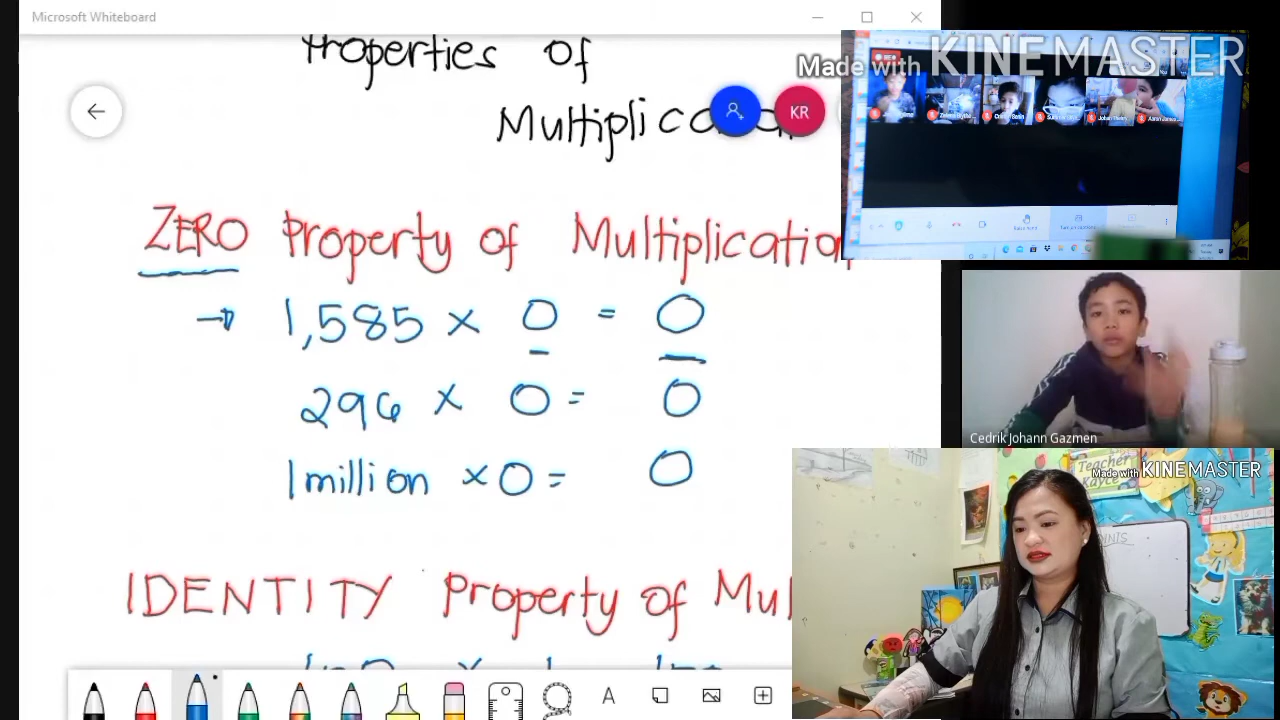 Microsoft Whiteboard
Properties of
Multiplication
KR
Made with KINEMASTER
ZERO Property of Multiplication
→ 1,585 x 0 = 0
296 x 0 = 0
1 million x 0 = 0
IDENTITY Property of Mul
Cedrik Johann Gazmen
Made with KINEMASTER
Teacher
Kayce